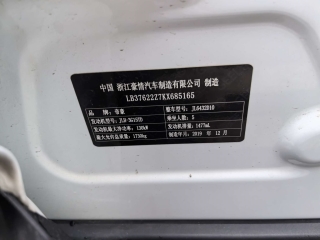 中国 浙江豪情汽车制造有限公司 制造
LB37622Z7KX685165
品 牌：帝豪 整车型号：JL6432D10
发动机型号：JLH-3G15TD 乘坐人数：5
发动机最大净功率：130kW 发动机排量：1477mL
最大允许总质量：1730kg 制造年月：2019 年 12 月